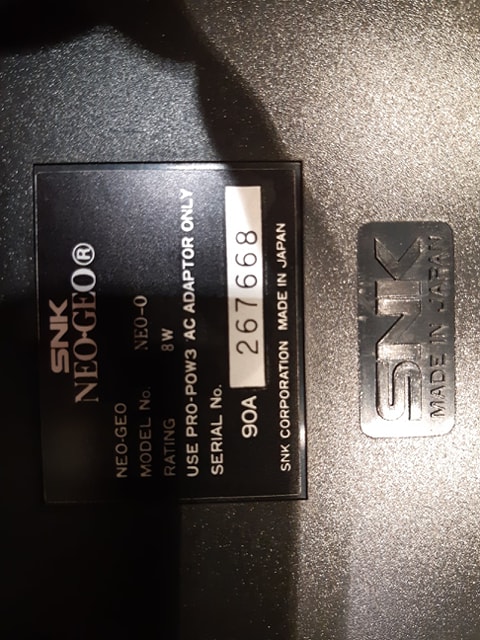 SNK
NEO·GEO®
NEO·GEO
MODEL No. NEO-0
RATING 8W
USE PRO-POW3 AC ADAPTOR ONLY
SERIAL No.
90A 267668
SNK CORPORATION MADE IN JAPAN
SNK
MADE IN JAPAN